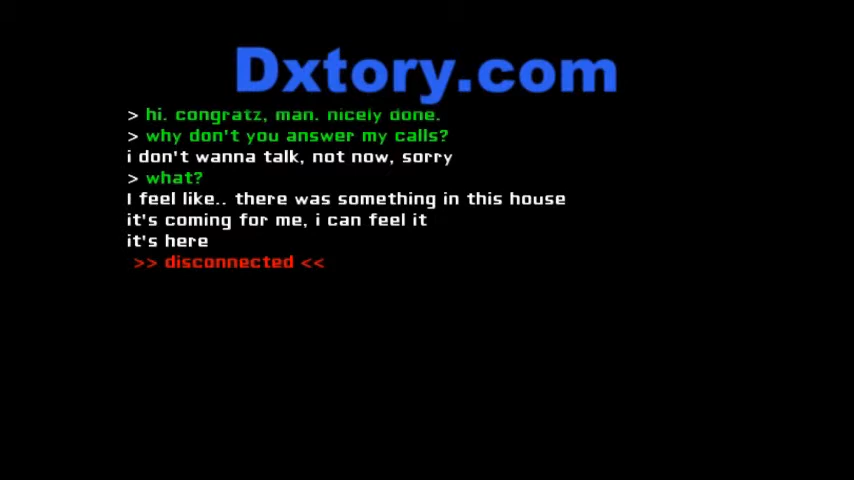 Dxtory.com
> hi. congratz, man. nicely done.
> why don't you answer my calls?
i don't wanna talk, not now, sorry
> what?
I feel like.. there was something in this house
it's coming for me, i can feel it
it's here
>> disconnected <<